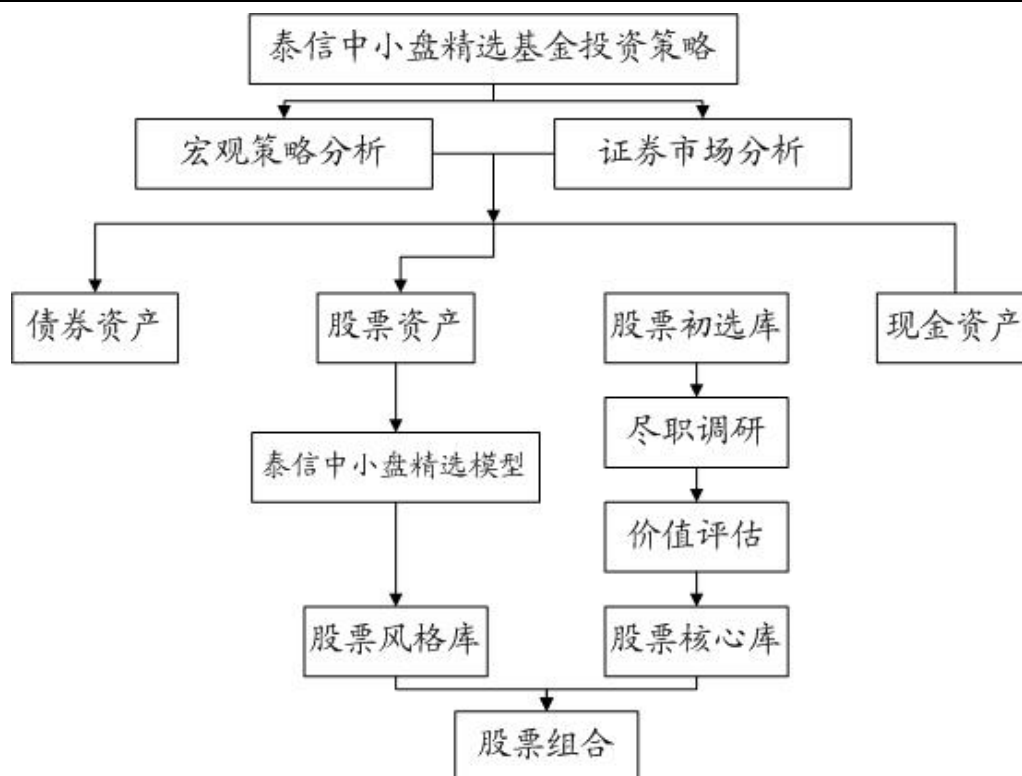 泰信中小盘精选基金投资策略
宏观策略分析
证券市场分析
债券资产
股票资产
股票初选库
现金资产
尽职调研
泰信中小盘精选模型
价值评估
股票风格库
股票核心库
股票组合